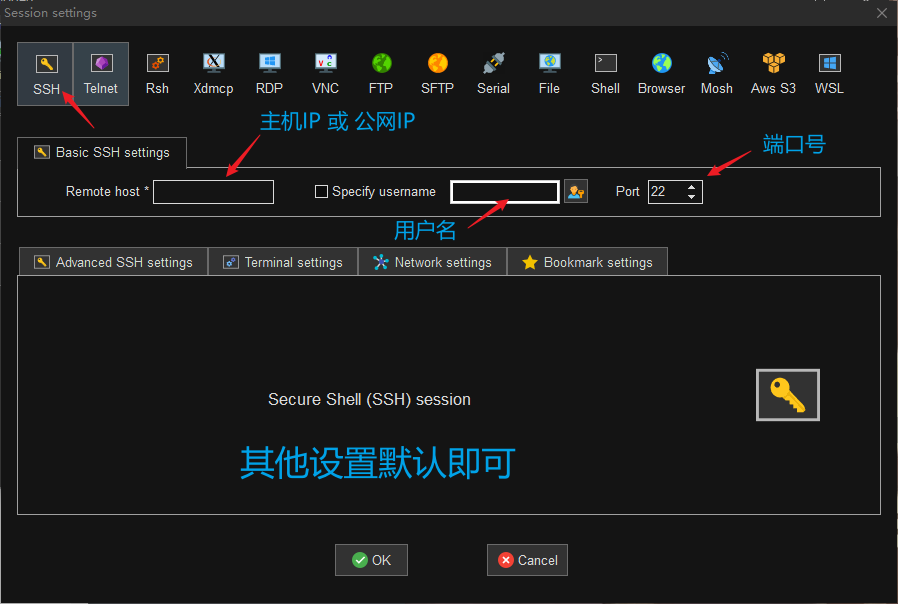 Session settings
SSH Telnet Rsh Xdmcp RDP VNC FTP SFTP Serial File Shell Browser Mosh Aws S3 WSL
主机IP 或 公网IP
端口号
Basic SSH settings
Remote host * Specify username Port 22
用户名
Advanced SSH settings Terminal settings Network settings Bookmark settings
Secure Shell (SSH) session
其他设置默认即可
OK Cancel